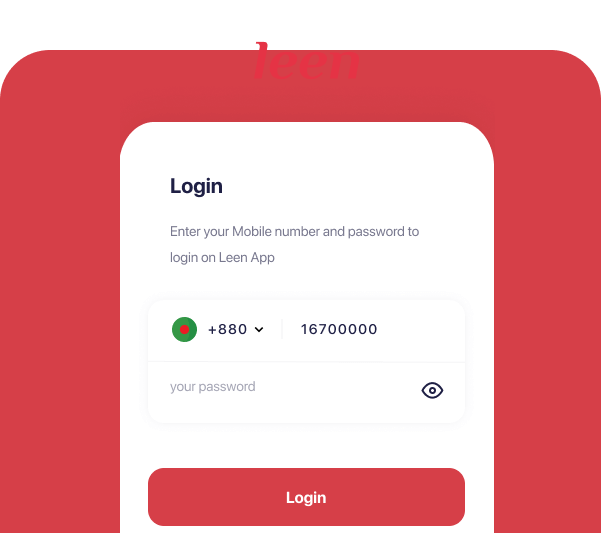 leen
Login
Enter your Mobile number and password to
login on Leen App
+880 16700000
your password
Login